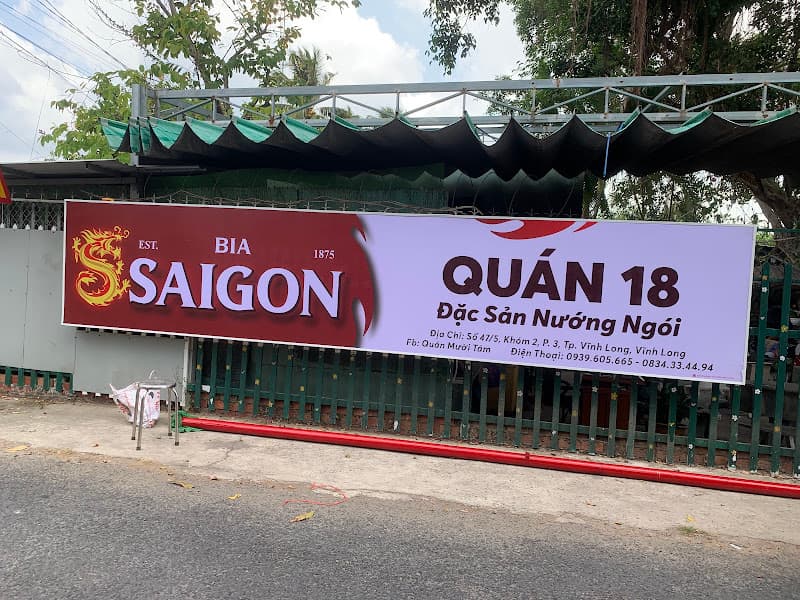 EST.
BIA
1875
SAIGON
QUÁN 18
Đặc Sản Nướng Ngói
Địa Chỉ: Số 47/5, Khóm 2, P. 3, Tp. Vĩnh Long, Vĩnh Long
Fb: Quán Mười Tám Điện Thoại: 0939.605.665 - 0834.33.44.94